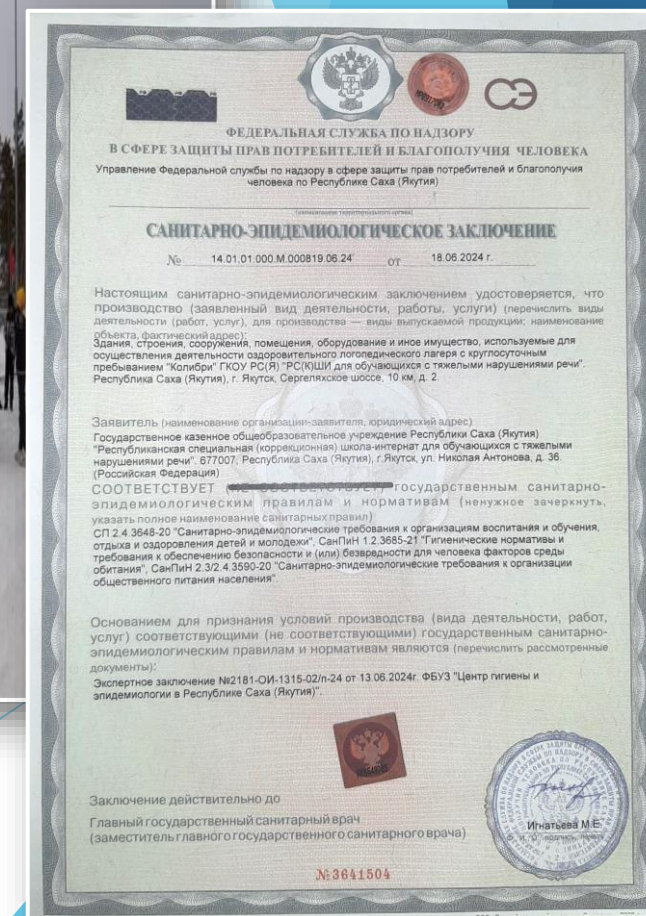 СЭ
ФЕДЕРАЛЬНАЯ СЛУЖБА ПО НАДЗОРУ
В СФЕРЕ ЗАЩИТЫ ПРАВ ПОТРЕБИТЕЛЕЙ И БЛАГОПОЛУЧИЯ ЧЕЛОВЕКА
Управление Федеральной службы по надзору в сфере защиты прав потребителей и благополучия
человека по Республике Саха (Якутия)
(наименование территориального органа)
САНИТАРНО-ЭПИДЕМИОЛОГИЧЕСКОЕ ЗАКЛЮЧЕНИЕ
№ 14.01.01.000.М.000819.06.24 от 18.06.2024 г.
Настоящим санитарно-эпидемиологическим заключением удостоверяется, что
производство (заявленный вид деятельности, работы, услуги) (перечислить виды
деятельности (работ, услуг), для производства — виды выпускаемой продукции; наименование
объекта, фактический адрес):
Здания, строения, сооружения, помещения, оборудование и иное имущество, используемые для
осуществления деятельности оздоровительного логопедического лагеря с круглосуточным
пребыванием "Колибри" ГКОУ РС(Я) "РС(К)ШИ для обучающихся с тяжелыми нарушениями речи".
Республика Саха (Якутия), г. Якутск, Сергеляхское шоссе, 10 км, д. 2.
Заявитель (наименование организации-заявителя, юридический адрес)
Государственное казенное общеобразовательное учреждение Республики Саха (Якутия)
"Республиканская специальная (коррекционная) школа-интернат для обучающихся с тяжелыми
нарушениями речи". 677007, Республика Саха (Якутия), г.Якутск, ул. Николая Антонова, д. 36.
(Российская Федерация)
СООТВЕТСТВУЕТ государственным санитарно-
эпидемиологическим правилам и нормативам (ненужное зачеркнуть,
указать полное наименование санитарных правил)
СП 2.4.3648-20 "Санитарно-эпидемиологические требования к организациям воспитания и обучения,
отдыха и оздоровления детей и молодежи", СанПиН 1.2.3685-21 "Гигиенические нормативы и
требования к обеспечению безопасности и (или) безвредности для человека факторов среды
обитания", СанПиН 2.3/2.4.3590-20 "Санитарно-эпидемиологические требования к организации
общественного питания населения".
Основанием для признания условий производства (вида деятельности, работ,
услуг) соответствующими (не соответствующими) государственным санитарно-
эпидемиологическим правилам и нормативам являются (перечислить рассмотренные
документы):
Экспертное заключение №2181-ОИ-1315-02/п-24 от 13.06.2024г. ФБУЗ "Центр гигиены и
эпидемиологии в Республике Саха (Якутия)".
Заключение действительно до
Главный государственный санитарный врач
(заместитель главного государственного санитарного врача)
Игнатьева М.Е.
№3641504